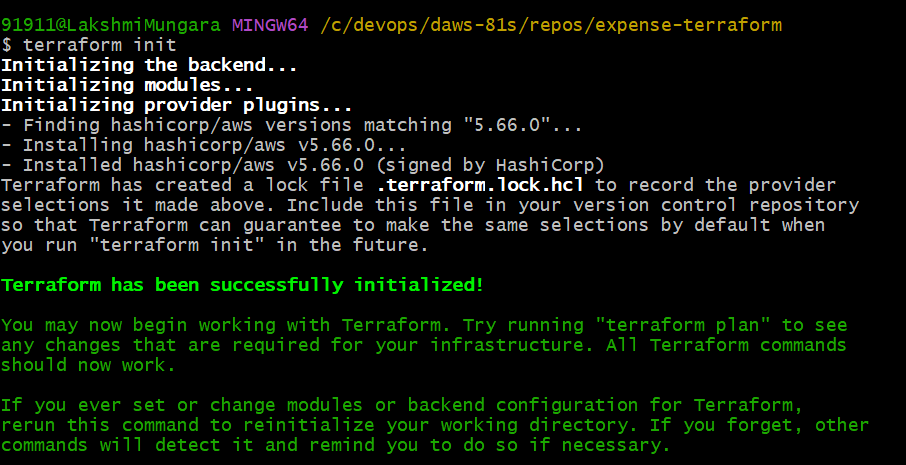 91911@LakshmiMungara MINGW64 /c/devops/daws-81s/repos/expense-terraform
$ terraform init
Initializing the backend...
Initializing modules...
Initializing provider plugins...
- Finding hashicorp/aws versions matching "5.66.0"...
- Installing hashicorp/aws v5.66.0...
- Installed hashicorp/aws v5.66.0 (signed by HashiCorp)
Terraform has created a lock file .terraform.lock.hcl to record the provider
selections it made above. Include this file in your version control repository
so that Terraform can guarantee to make the same selections by default when
you run "terraform init" in the future.
Terraform has been successfully initialized!
You may now begin working with Terraform. Try running "terraform plan" to see
any changes that are required for your infrastructure. All Terraform commands
should now work.
If you ever set or change modules or backend configuration for Terraform,
rerun this command to reinitialize your working directory. If you forget, other
commands will detect it and remind you to do so if necessary.